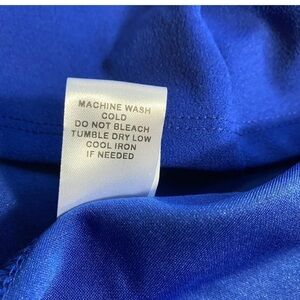 MACHINE WASH
COLD
DO NOT BLEACH
TUMBLE DRY LOW
COOL IRON
IF NEEDED